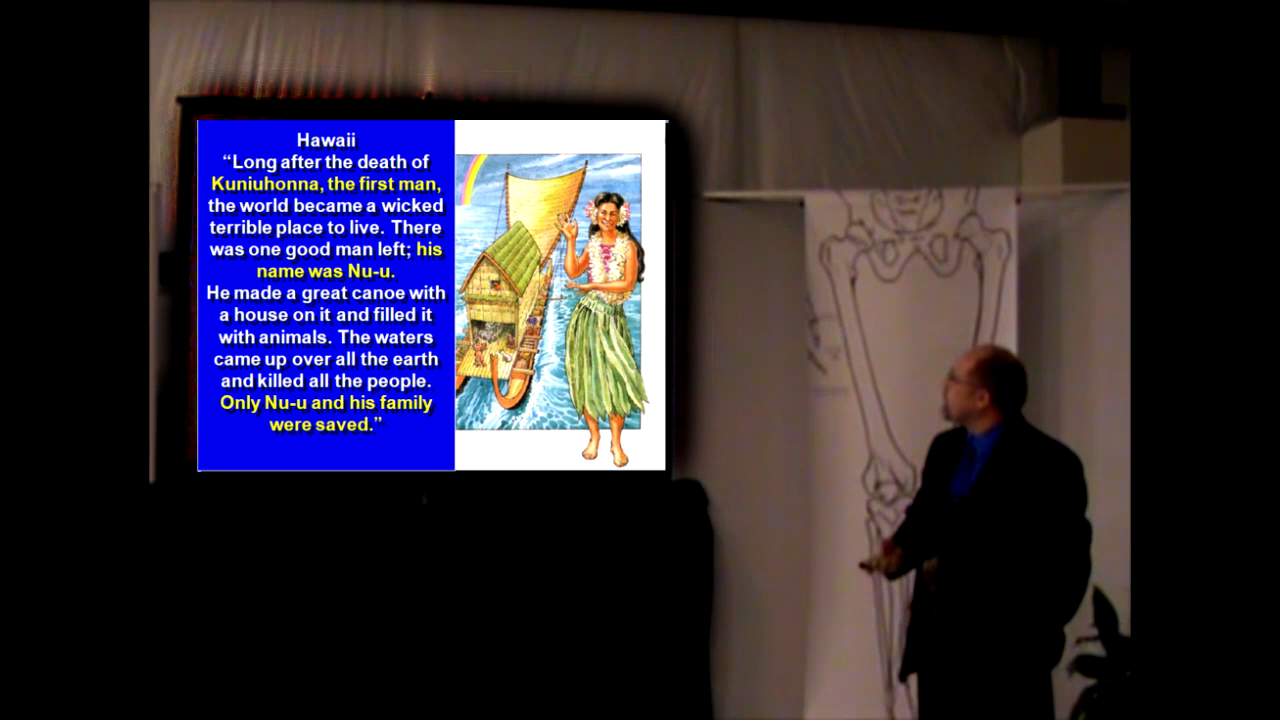 Hawaii
“Long after the death of
Kuniuhonna, the first man,
the world became a wicked
terrible place to live.  There
was one good man left; his
name was Nu-u.
He made a great canoe with
a house on it and filled it
with animals.  The waters
came up over all the earth
and killed all the people.
Only Nu-u and his family
were saved.”